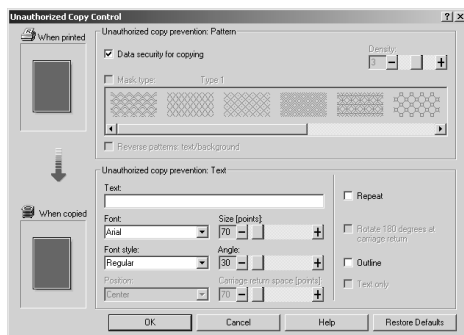 Unauthorized Copy Control
When printed
Unauthorized copy prevention: Pattern
Data security for copying
Density:
3
Mask type:
Type 1
Reverse patterns: text/background
Unauthorized copy prevention: Text
Text:
When copied
Font:
Size [points]:
Arial
70
Font style:
Angle:
Regular
30
Position:
Carriage return space [points]:
Center
70
Repeat
Rotate 180 degrees at
carriage return
Outline
Text only
OK
Cancel
Help
Restore Defaults